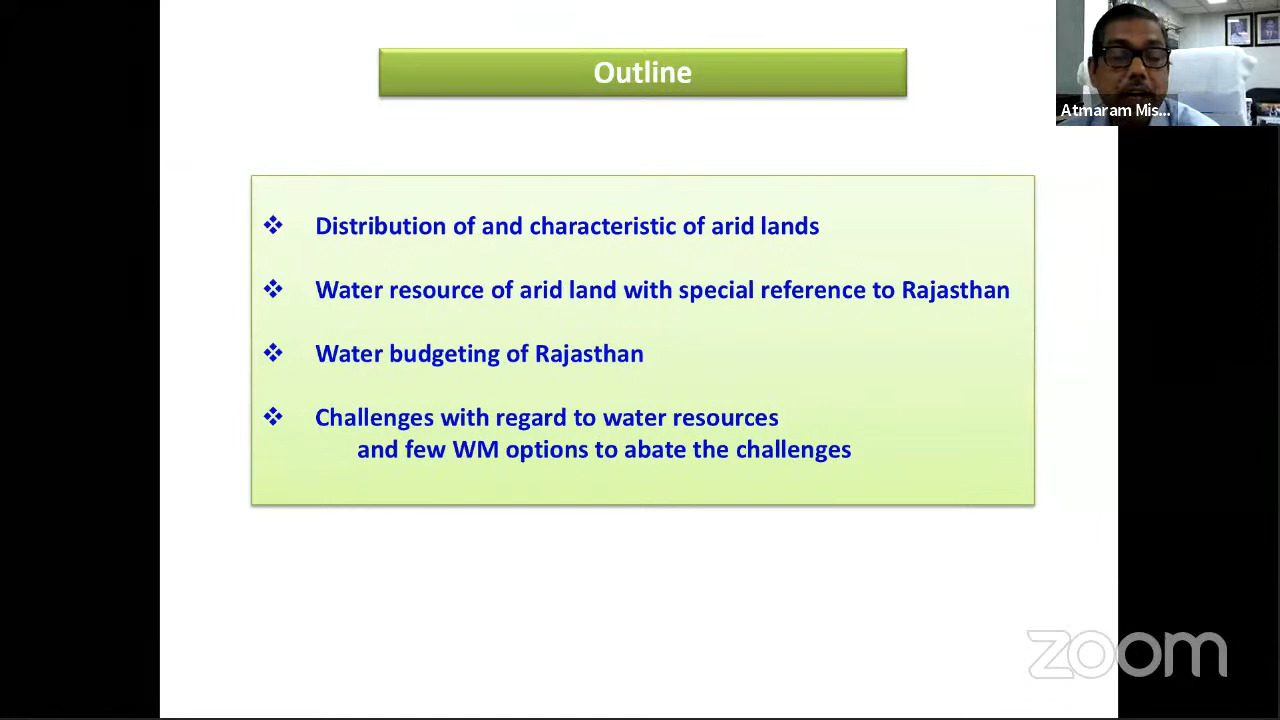 Outline
Atmaram Mis...
❖ Distribution of and characteristic of arid lands
❖ Water resource of arid land with special reference to Rajasthan
❖ Water budgeting of Rajasthan
❖ Challenges with regard to water resources
and few WM options to abate the challenges
zoom